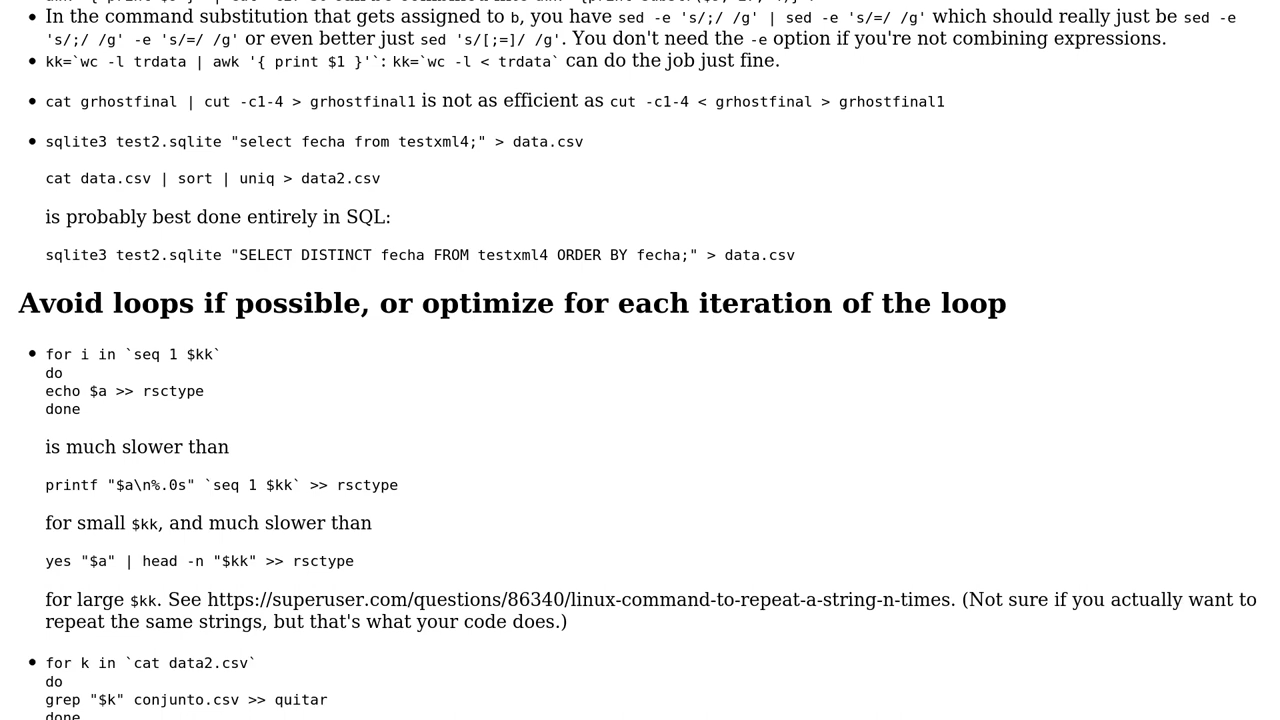 In the command substitution that gets assigned to b, you have sed -e 's/;/ /g' | sed -e 's/=/ /g' which should really just be sed -e
's/;/ /g' -e 's/=/ /g' or even better just sed 's/[;=]/ /g'. You don't need the -e option if you're not combining expressions.
kk=`wc -l trdata | awk '{ print $1 }'`: kk=`wc -l < trdata` can do the job just fine.
cat grhostfinal | cut -c1-4 > grhostfinal1 is not as efficient as cut -c1-4 < grhostfinal > grhostfinal1
sqlite3 test2.sqlite "select fecha from testxml4;" > data.csv
cat data.csv | sort | uniq > data2.csv
is probably best done entirely in SQL:
sqlite3 test2.sqlite "SELECT DISTINCT fecha FROM testxml4 ORDER BY fecha;" > data.csv
Avoid loops if possible, or optimize for each iteration of the loop
for i in `seq 1 $kk`
do
echo $a >> rsctype
done
is much slower than
printf "$a\n%.0s" `seq 1 $kk` >> rsctype
for small $kk, and much slower than
yes "$a" | head -n "$kk" >> rsctype
for large $kk. See https://superuser.com/questions/86340/linux-command-to-repeat-a-string-n-times. (Not sure if you actually want to
repeat the same strings, but that's what your code does.)
for k in `cat data2.csv`
do
grep "$k" conjunto.csv >> quitar
done